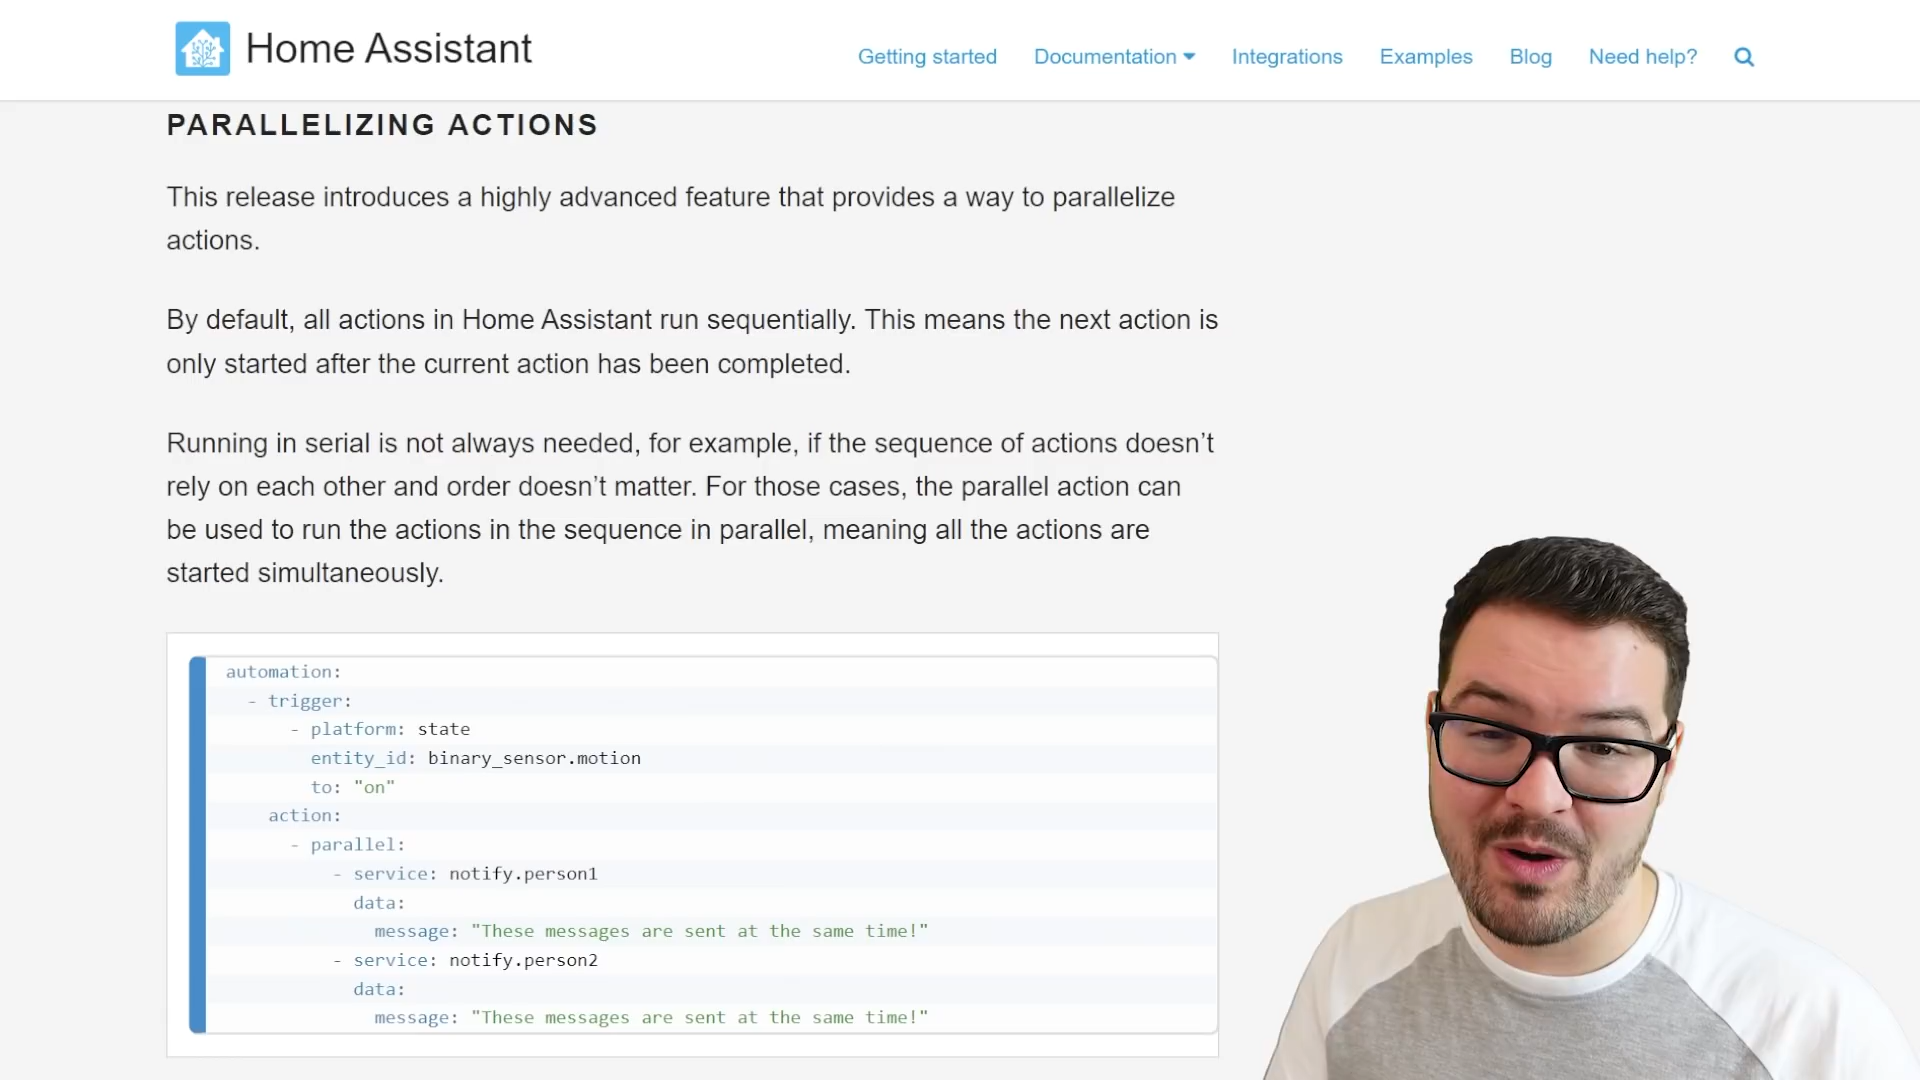 Home Assistant
Getting started Documentation Integrations Examples Blog Need help?
PARALLELIZING ACTIONS
This release introduces a highly advanced feature that provides a way to parallelize
actions.
By default, all actions in Home Assistant run sequentially. This means the next action is
only started after the current action has been completed.
Running in serial is not always needed, for example, if the sequence of actions doesn’t
rely on each other and order doesn’t matter. For those cases, the parallel action can
be used to run the actions in the sequence in parallel, meaning all the actions are
started simultaneously.
automation:
- trigger:
- platform: state
entity_id: binary_sensor.motion
to: "on"
action:
- parallel:
- service: notify.person1
data:
message: "These messages are sent at the same time!"
- service: notify.person2
data:
message: "These messages are sent at the same time!"